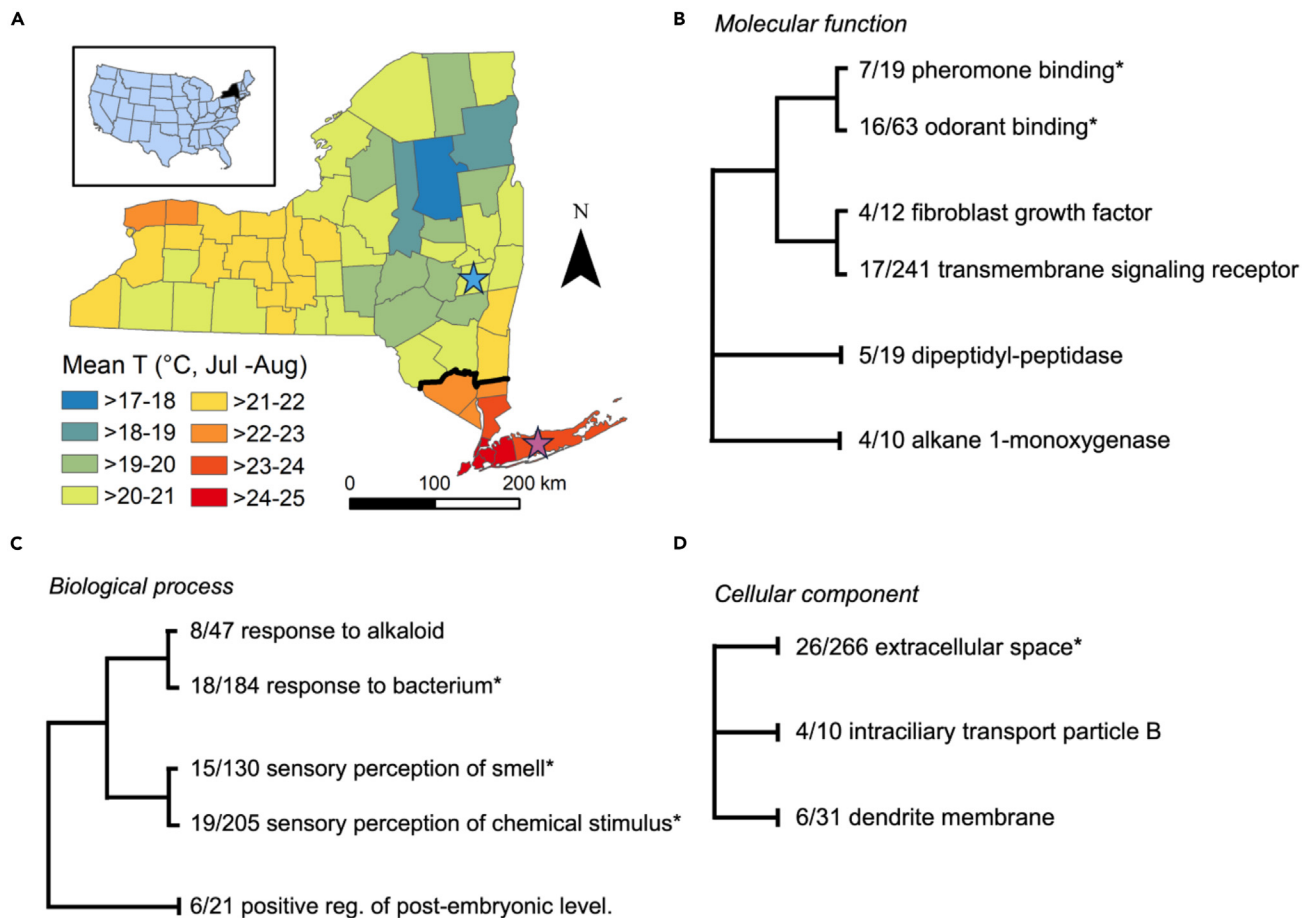 A
N
Mean T (°C, Jul -Aug)
>17-18 >21-22
>18-19 >22-23
>19-20 >23-24
>20-21 >24-25
0 100 200 km
B
Molecular function
7/19 pheromone binding*
16/63 odorant binding*
4/12 fibroblast growth factor
17/241 transmembrane signaling receptor
5/19 dipeptidyl-peptidase
4/10 alkane 1-monoxygenase
C
Biological process
8/47 response to alkaloid
18/184 response to bacterium*
15/130 sensory perception of smell*
19/205 sensory perception of chemical stimulus*
6/21 positive reg. of post-embryonic level.
D
Cellular component
26/266 extracellular space*
4/10 intraciliary transport particle B
6/31 dendrite membrane